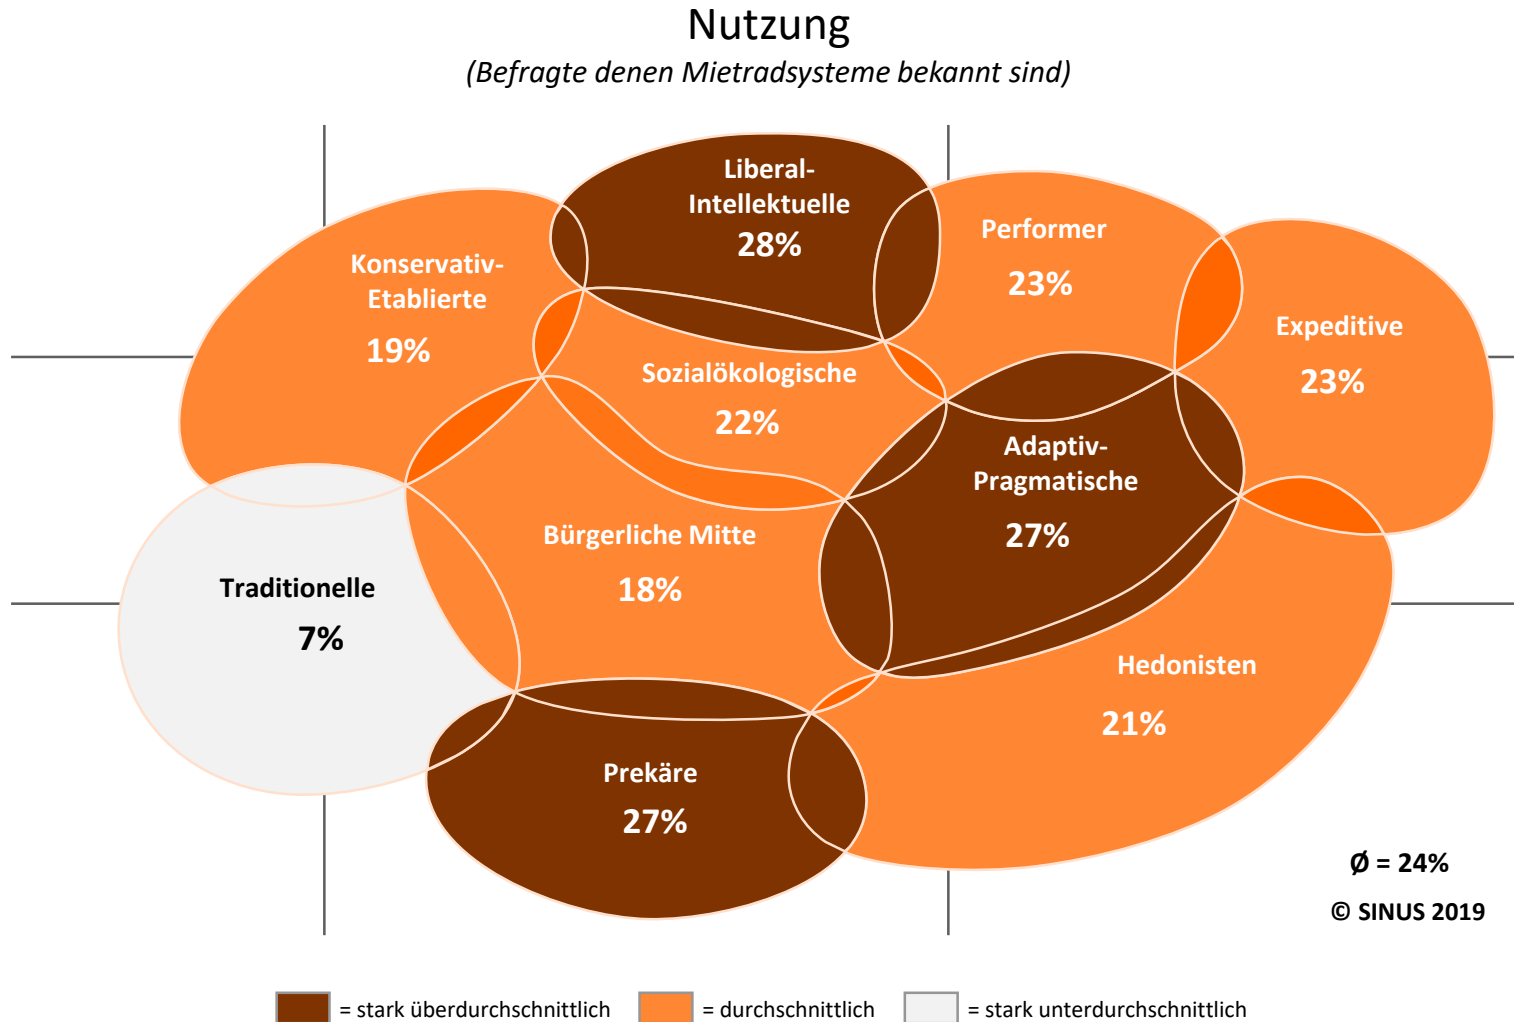 Nutzung
(Befragte denen Mietradsysteme bekannt sind)
Liberal-
Intellektuelle
28%
Performer
23%
Konservativ-
Etablierte
19%
Expeditive
23%
Sozialökologische
22%
Adaptiv-
Pragmatische
27%
Bürgerliche Mitte
18%
Traditionelle
7%
Hedonisten
21%
Prekäre
27%
Ø = 24%
© SINUS 2019
= stark überdurchschnittlich
= durchschnittlich
= stark unterdurchschnittlich